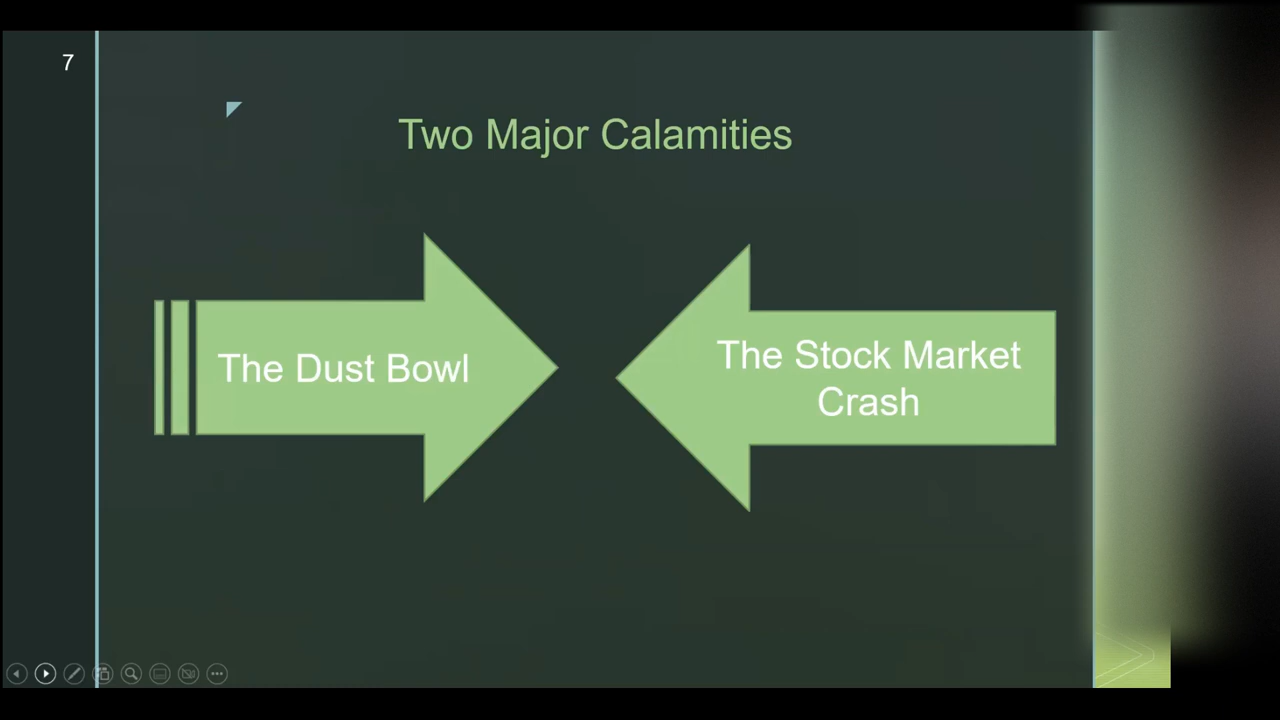 7
Two Major Calamities
The Dust Bowl
The Stock Market
Crash